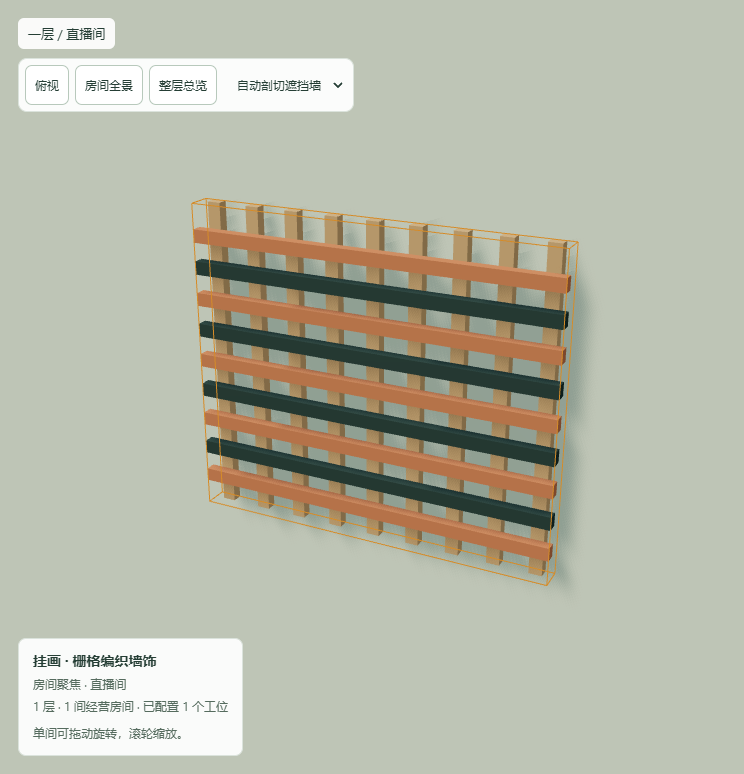 一层 / 直播间
俯视 房间全景 整层总览 自动剖切遮挡墙
挂画 · 栅格编织墙饰
房间聚焦 · 直播间
1 层 · 1 间经营房间 · 已配置 1 个工位
单间可拖动旋转，滚轮缩放。